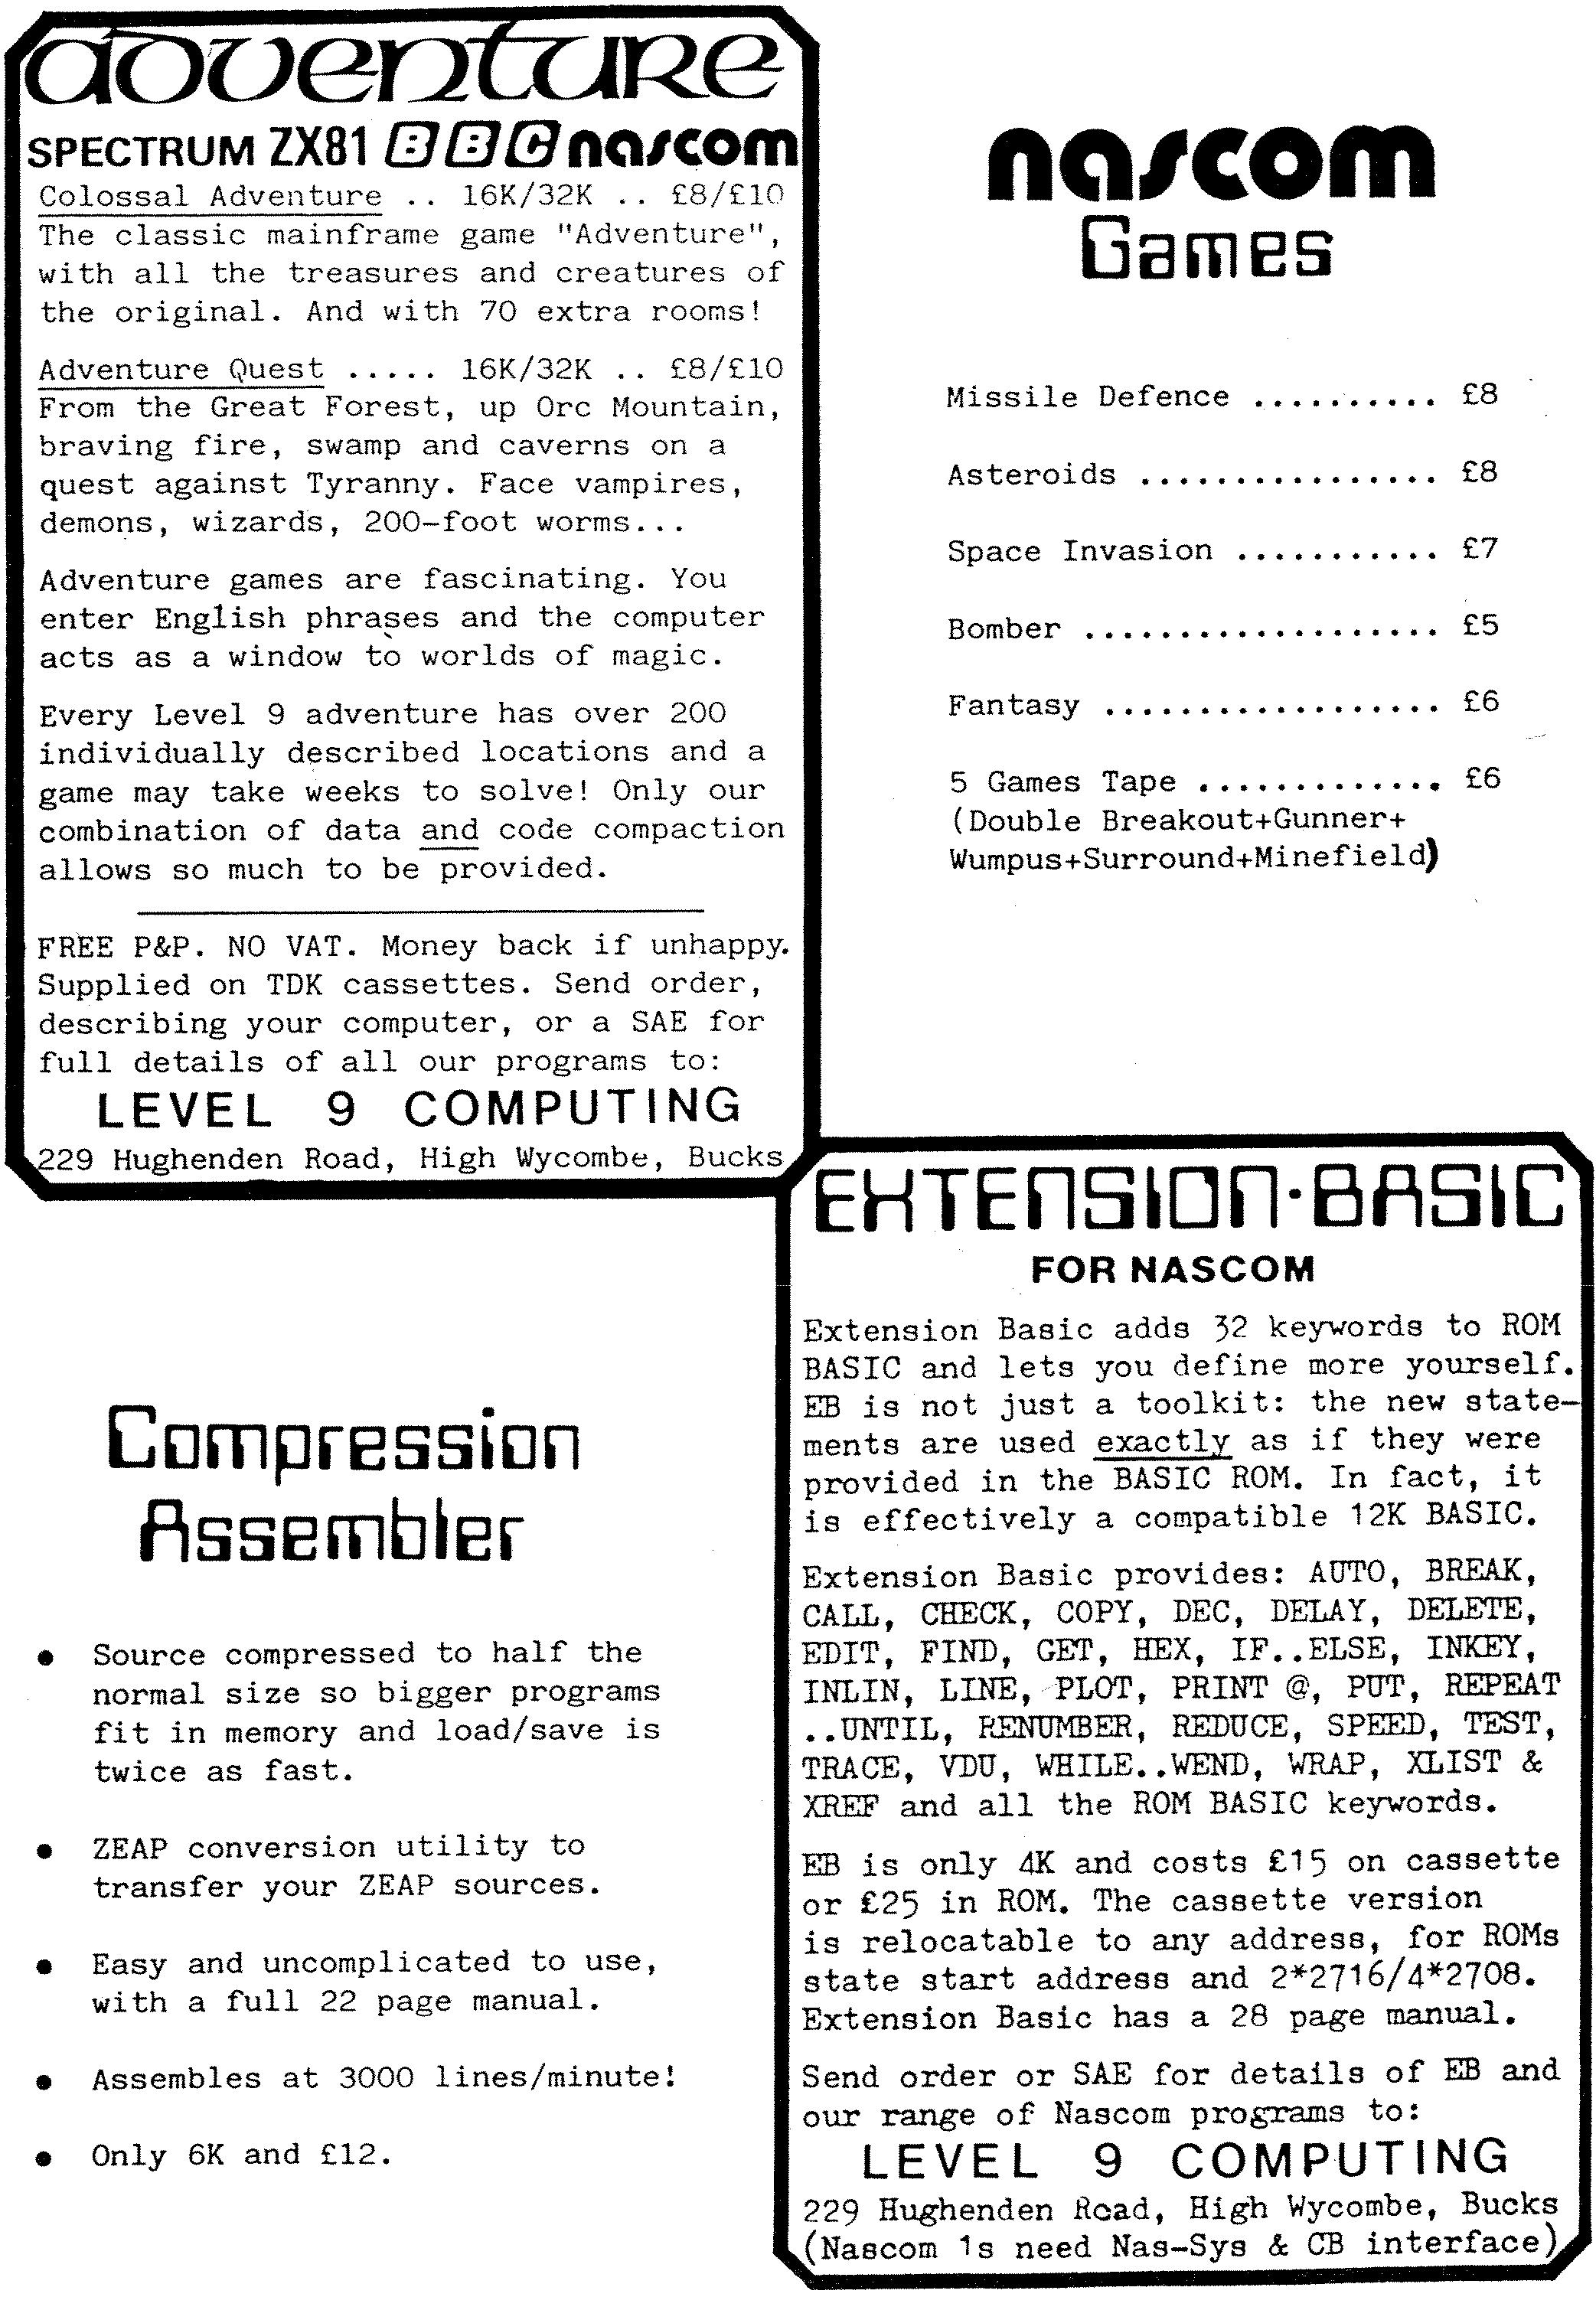 adventure
SPECTRUM ZX81 BBC nascom
Colossal Adventure .. 16K/32K .. £8/£10
The classic mainframe game "Adventure",
with all the treasures and creatures of
the original. And with 70 extra rooms!
Adventure Quest ..... 16K/32K .. £8/£10
From the Great Forest, up Orc Mountain,
braving fire, swamp and caverns on a
quest against Tyranny. Face vampires,
demons, wizards, 200-foot worms...
Adventure games are fascinating. You
enter English phrases and the computer
acts as a window to worlds of magic.
Every Level 9 adventure has over 200
individually described locations and a
game may take weeks to solve! Only our
combination of data and code compaction
allows so much to be provided.
FREE P&P. NO VAT. Money back if unhappy.
Supplied on TDK cassettes. Send order,
describing your computer, or a SAE for
full details of all our programs to:
LEVEL 9 COMPUTING
229 Hughenden Road, High Wycombe, Bucks
nascom
Games
Missile Defence .......... £8
Asteroids ................ £8
Space Invasion ........... £7
Bomber ................... £5
Fantasy .................. £6
5 Games Tape ............. £6
(Double Breakout+Gunner+
Wumpus+Surround+Minefield)
Compression
Assembler
• Source compressed to half the
normal size so bigger programs
fit in memory and load/save is
twice as fast.
• ZEAP conversion utility to
transfer your ZEAP sources.
• Easy and uncomplicated to use,
with a full 22 page manual.
• Assembles at 3000 lines/minute!
• Only 6K and £12.
EXTENSION·BASIC
FOR NASCOM
Extension Basic adds 32 keywords to ROM
BASIC and lets you define more yourself.
EB is not just a toolkit: the new state-
ments are used exactly as if they were
provided in the BASIC ROM. In fact, it
is effectively a compatible 12K BASIC.
Extension Basic provides: AUTO, BREAK,
CALL, CHECK, COPY, DEC, DELAY, DELETE,
EDIT, FIND, GET, HEX, IF..ELSE, INKEY,
INLIN, LINE, PLOT, PRINT @, PUT, REPEAT
..UNTIL, RENUMBER, REDUCE, SPEED, TEST,
TRACE, VDU, WHILE..WEND, WRAP, XLIST &
XREF and all the ROM BASIC keywords.
EB is only 4K and costs £15 on cassette
or £25 in ROM. The cassette version
is relocatable to any address, for ROMs
state start address and 2*2716/4*2708.
Extension Basic has a 28 page manual.
Send order or SAE for details of EB and
our range of Nascom programs to:
LEVEL 9 COMPUTING
229 Hughenden Road, High Wycombe, Bucks
(Nascom 1s need Nas-Sys & CB interface)